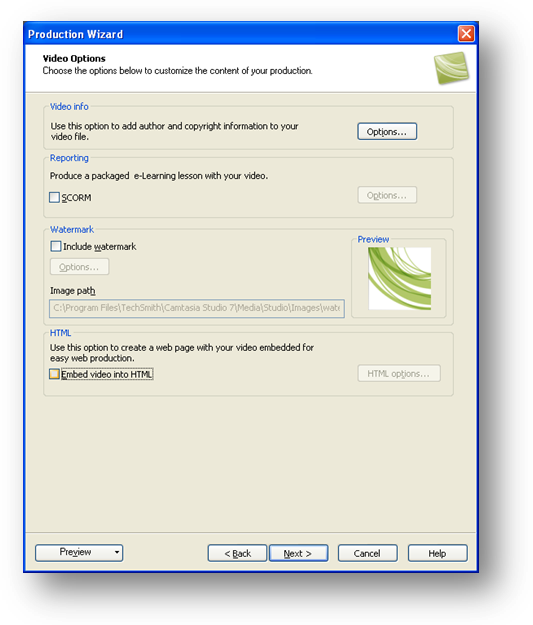 Production Wizard
Video Options
Choose the options below to customize the content of your production.
Video info
Use this option to add author and copyright information to your
video file.
Options...
Reporting
Produce a packaged e-Learning lesson with your video.
SCORM
Options...
Watermark
Include watermark
Options...
Preview
Image path
C:\Program Files\TechSmith\Camtasia Studio 7\Media\Studio\Images\wate
HTML
Use this option to create a web page with your video embedded for
easy web production.
Embed video into HTML
HTML options...
Preview
< Back
Next >
Cancel
Help